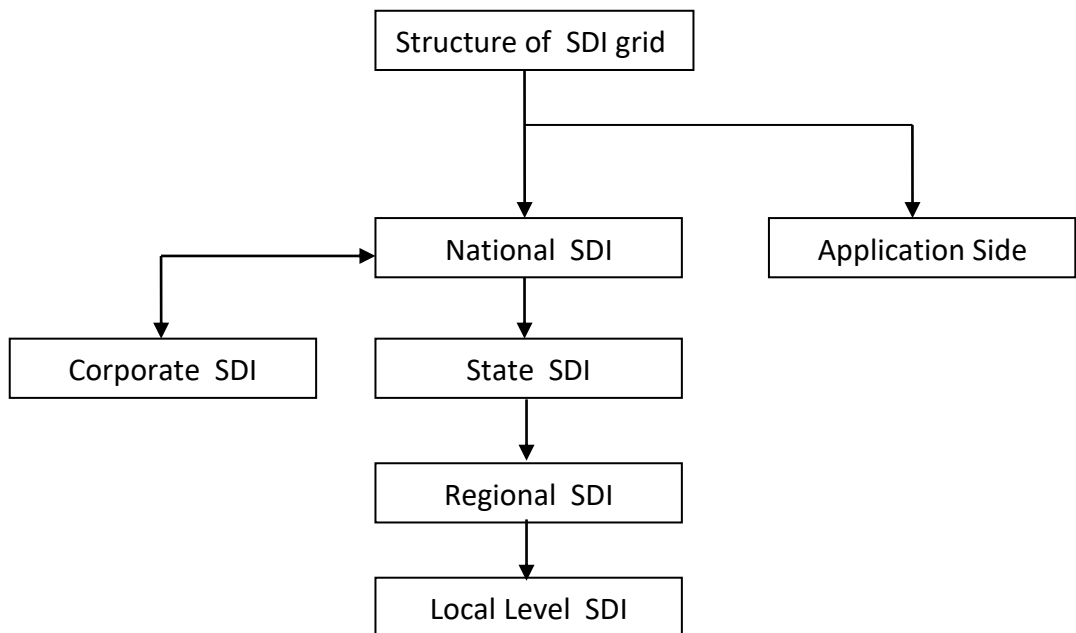 Structure of SDI grid
National SDI
Application Side
Corporate SDI
State SDI
Regional SDI
Local Level SDI